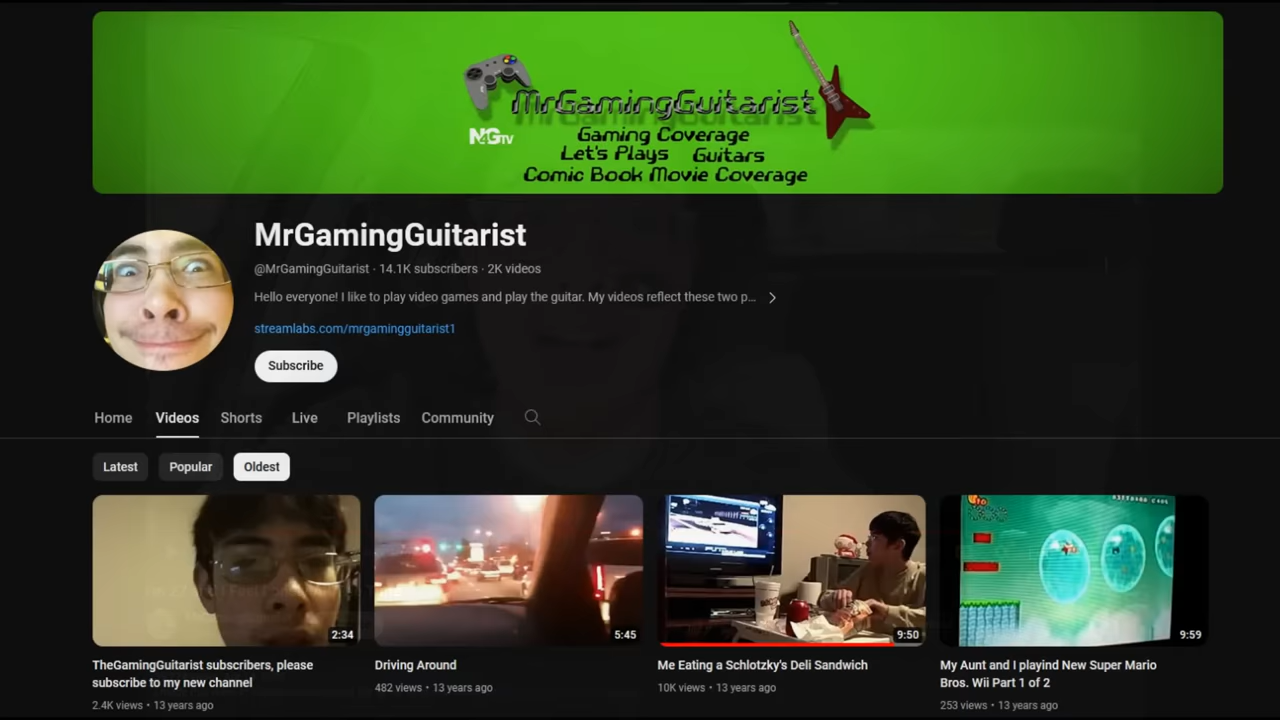 MrGamingGuitarist
N4GTV
Gaming Coverage
Let's Plays Guitars
Comic Book Movie Coverage
MrGamingGuitarist
@MrGamingGuitarist · 14.1K subscribers · 2K videos
Hello everyone! I like to play video games and play the guitar. My videos reflect these two p...
streamlabs.com/mrgamingguitarist1
Subscribe
Home Videos Shorts Live Playlists Community
Latest Popular Oldest
2:34 5:45 9:50 9:59
TheGamingGuitarist subscribers, please
subscribe to my new channel
2.4K views • 13 years ago
Driving Around
482 views • 13 years ago
Me Eating a Schlotzky's Deli Sandwich
10K views • 13 years ago
My Aunt and I playind New Super Mario
Bros. Wii Part 1 of 2
253 views • 13 years ago